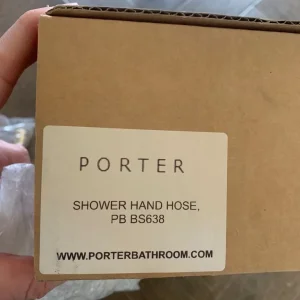 PORTER
SHOWER HAND HOSE,
PB BS638
WWW.PORTERBATHROOM.COM